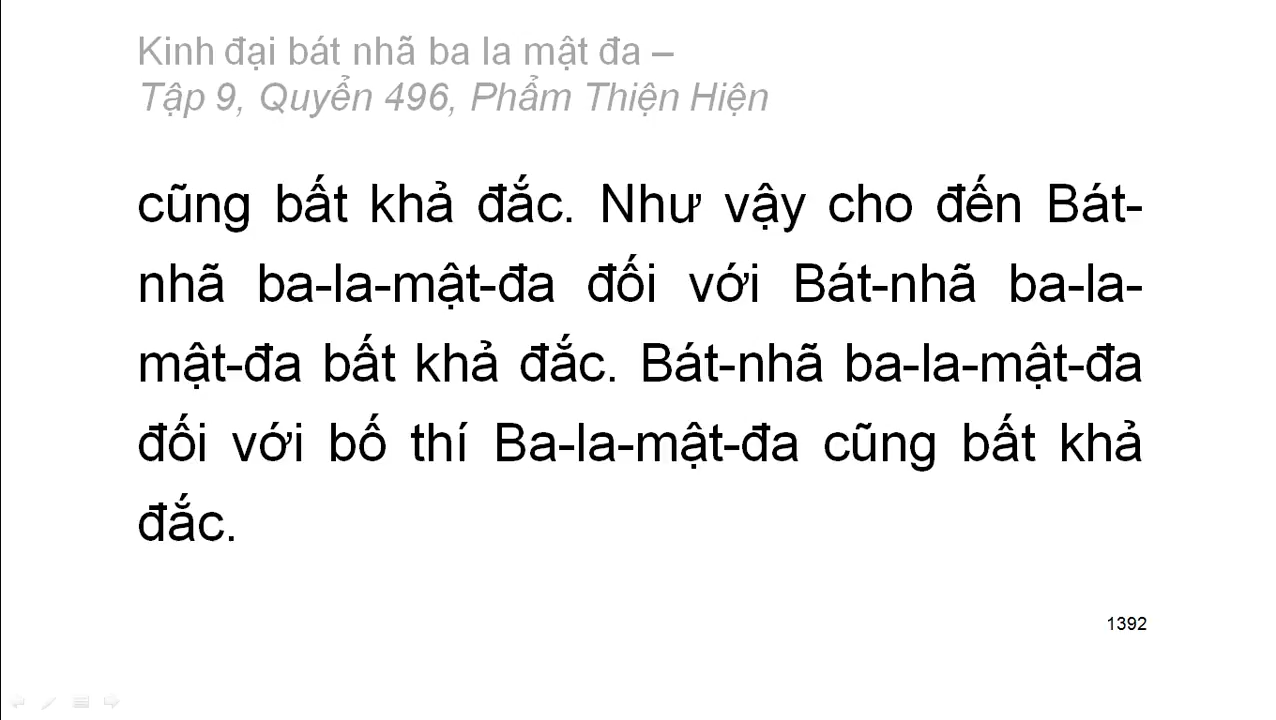 Kinh đại bát nhã ba la mật đa –
Tập 9, Quyển 496, Phẩm Thiện Hiện
cũng bất khả đắc. Như vậy cho đến Bát-
nhã ba-la-mật-đa đối với Bát-nhã ba-la-
mật-đa bất khả đắc. Bát-nhã ba-la-mật-đa
đối với bố thí Ba-la-mật-đa cũng bất khả
đắc.
1392